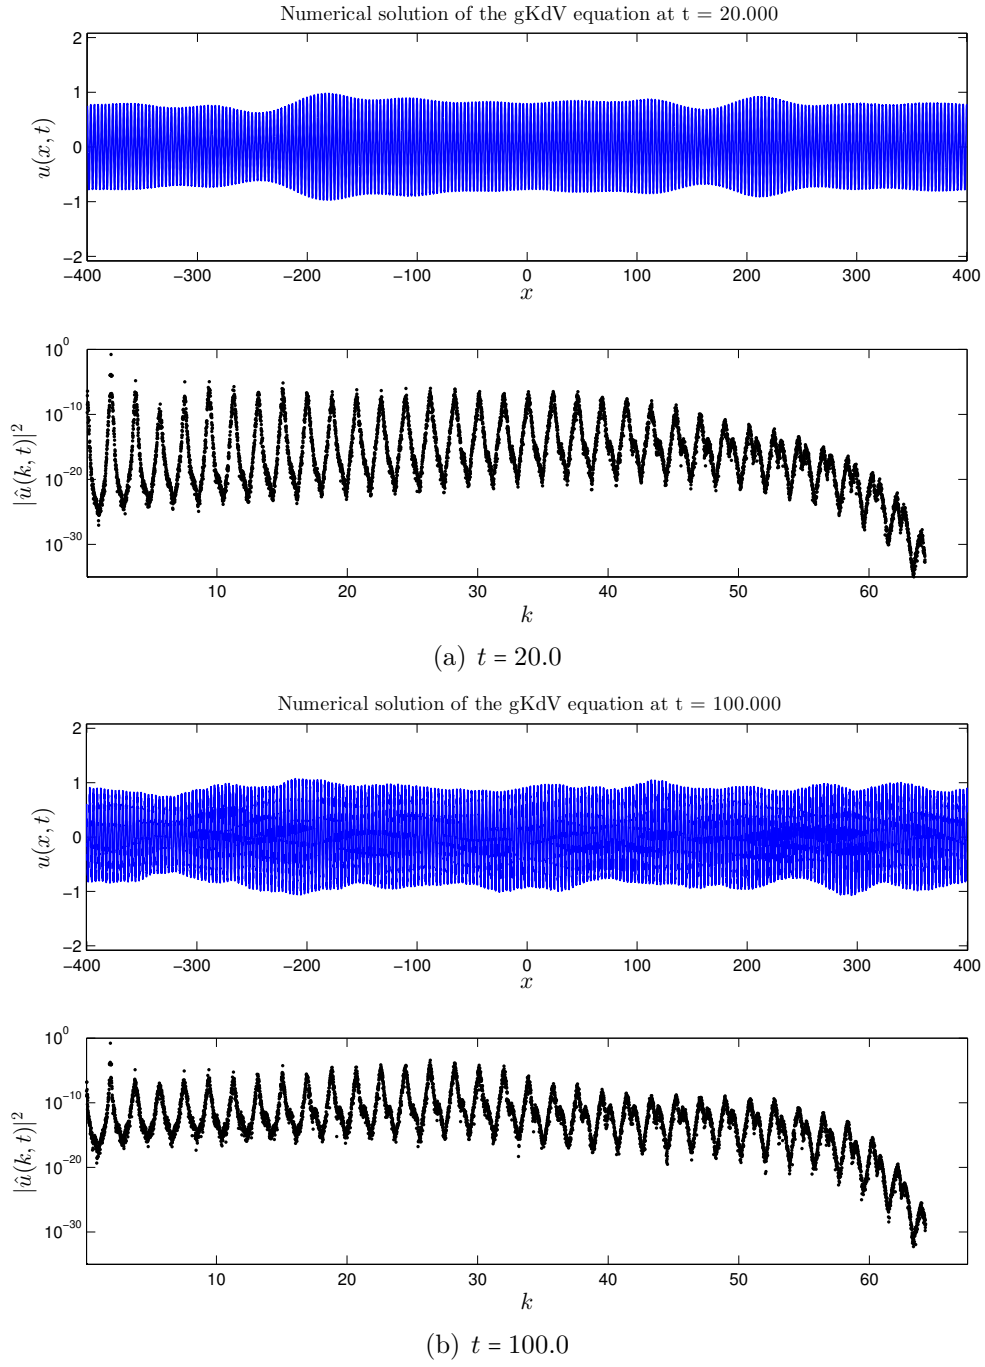 Numerical solution of the gKdV equation at t = 20.000
2
1
0
−1
−2
u(x, t)
−400 −300 −200 −100 0 100 200 300 400
x
10^0
10^−10
10^−20
10^−30
|û(k, t)|^2
10 20 30 40 50 60
k
(a) t = 20.0
Numerical solution of the gKdV equation at t = 100.000
2
1
0
−1
−2
u(x, t)
−400 −300 −200 −100 0 100 200 300 400
x
10^0
10^−10
10^−20
10^−30
|û(k, t)|^2
10 20 30 40 50 60
k
(b) t = 100.0